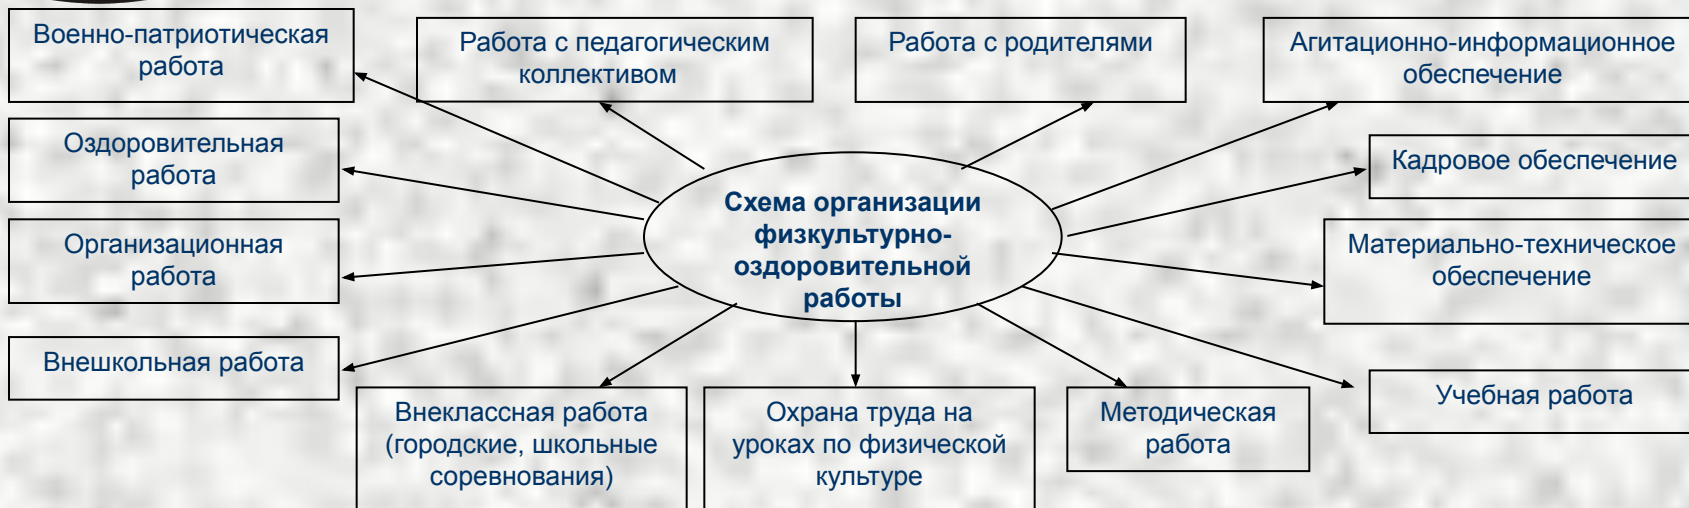 Военно-патриотическая
работа
Работа с педагогическим
коллективом
Работа с родителями
Агитационно-информационное
обеспечение
Оздоровительная
работа
Кадровое обеспечение
Схема организации
физкультурно-
оздоровительной
работы
Организационная
работа
Материально-техническое
обеспечение
Внешкольная работа
Внеклассная работа
(городские, школьные
соревнования)
Охрана труда на
уроках по физической
культуре
Методическая
работа
Учебная работа